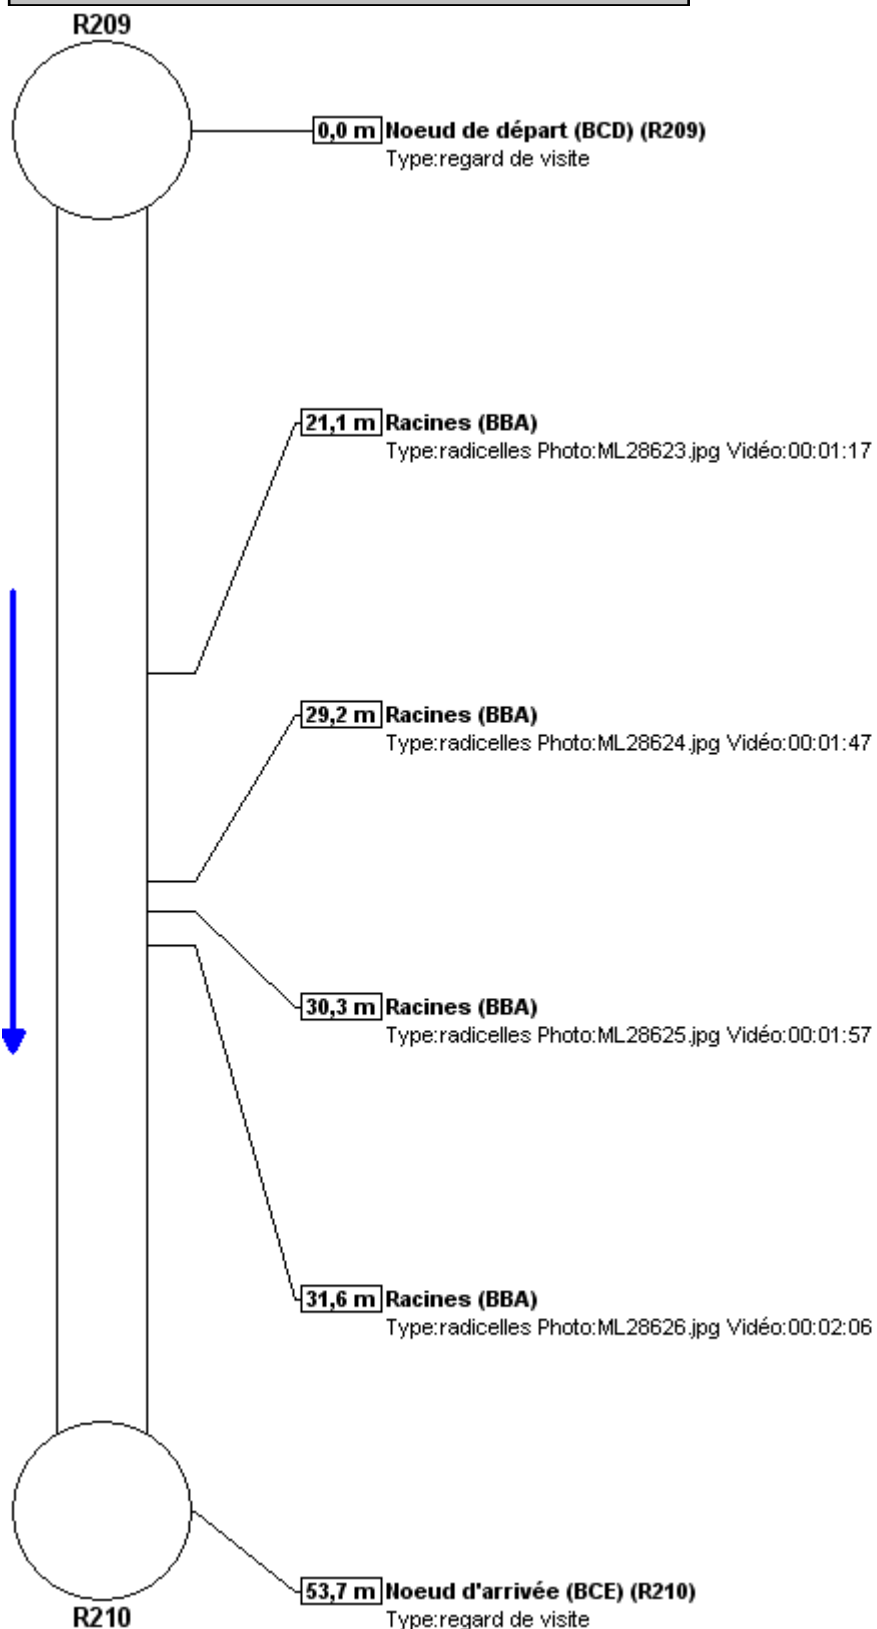 R209
0,0 m Noeud de départ (BCD) (R209)
Type:regard de visite
21,1 m Racines (BBA)
Type:radicelles Photo:ML28623.jpg Vidéo:00:01:17
29,2 m Racines (BBA)
Type:radicelles Photo:ML28624.jpg Vidéo:00:01:47
30,3 m Racines (BBA)
Type:radicelles Photo:ML28625.jpg Vidéo:00:01:57
31,6 m Racines (BBA)
Type:radicelles Photo:ML28626.jpg Vidéo:00:02:06
53,7 m Noeud d'arrivée (BCE) (R210)
R210
Type:regard de visite